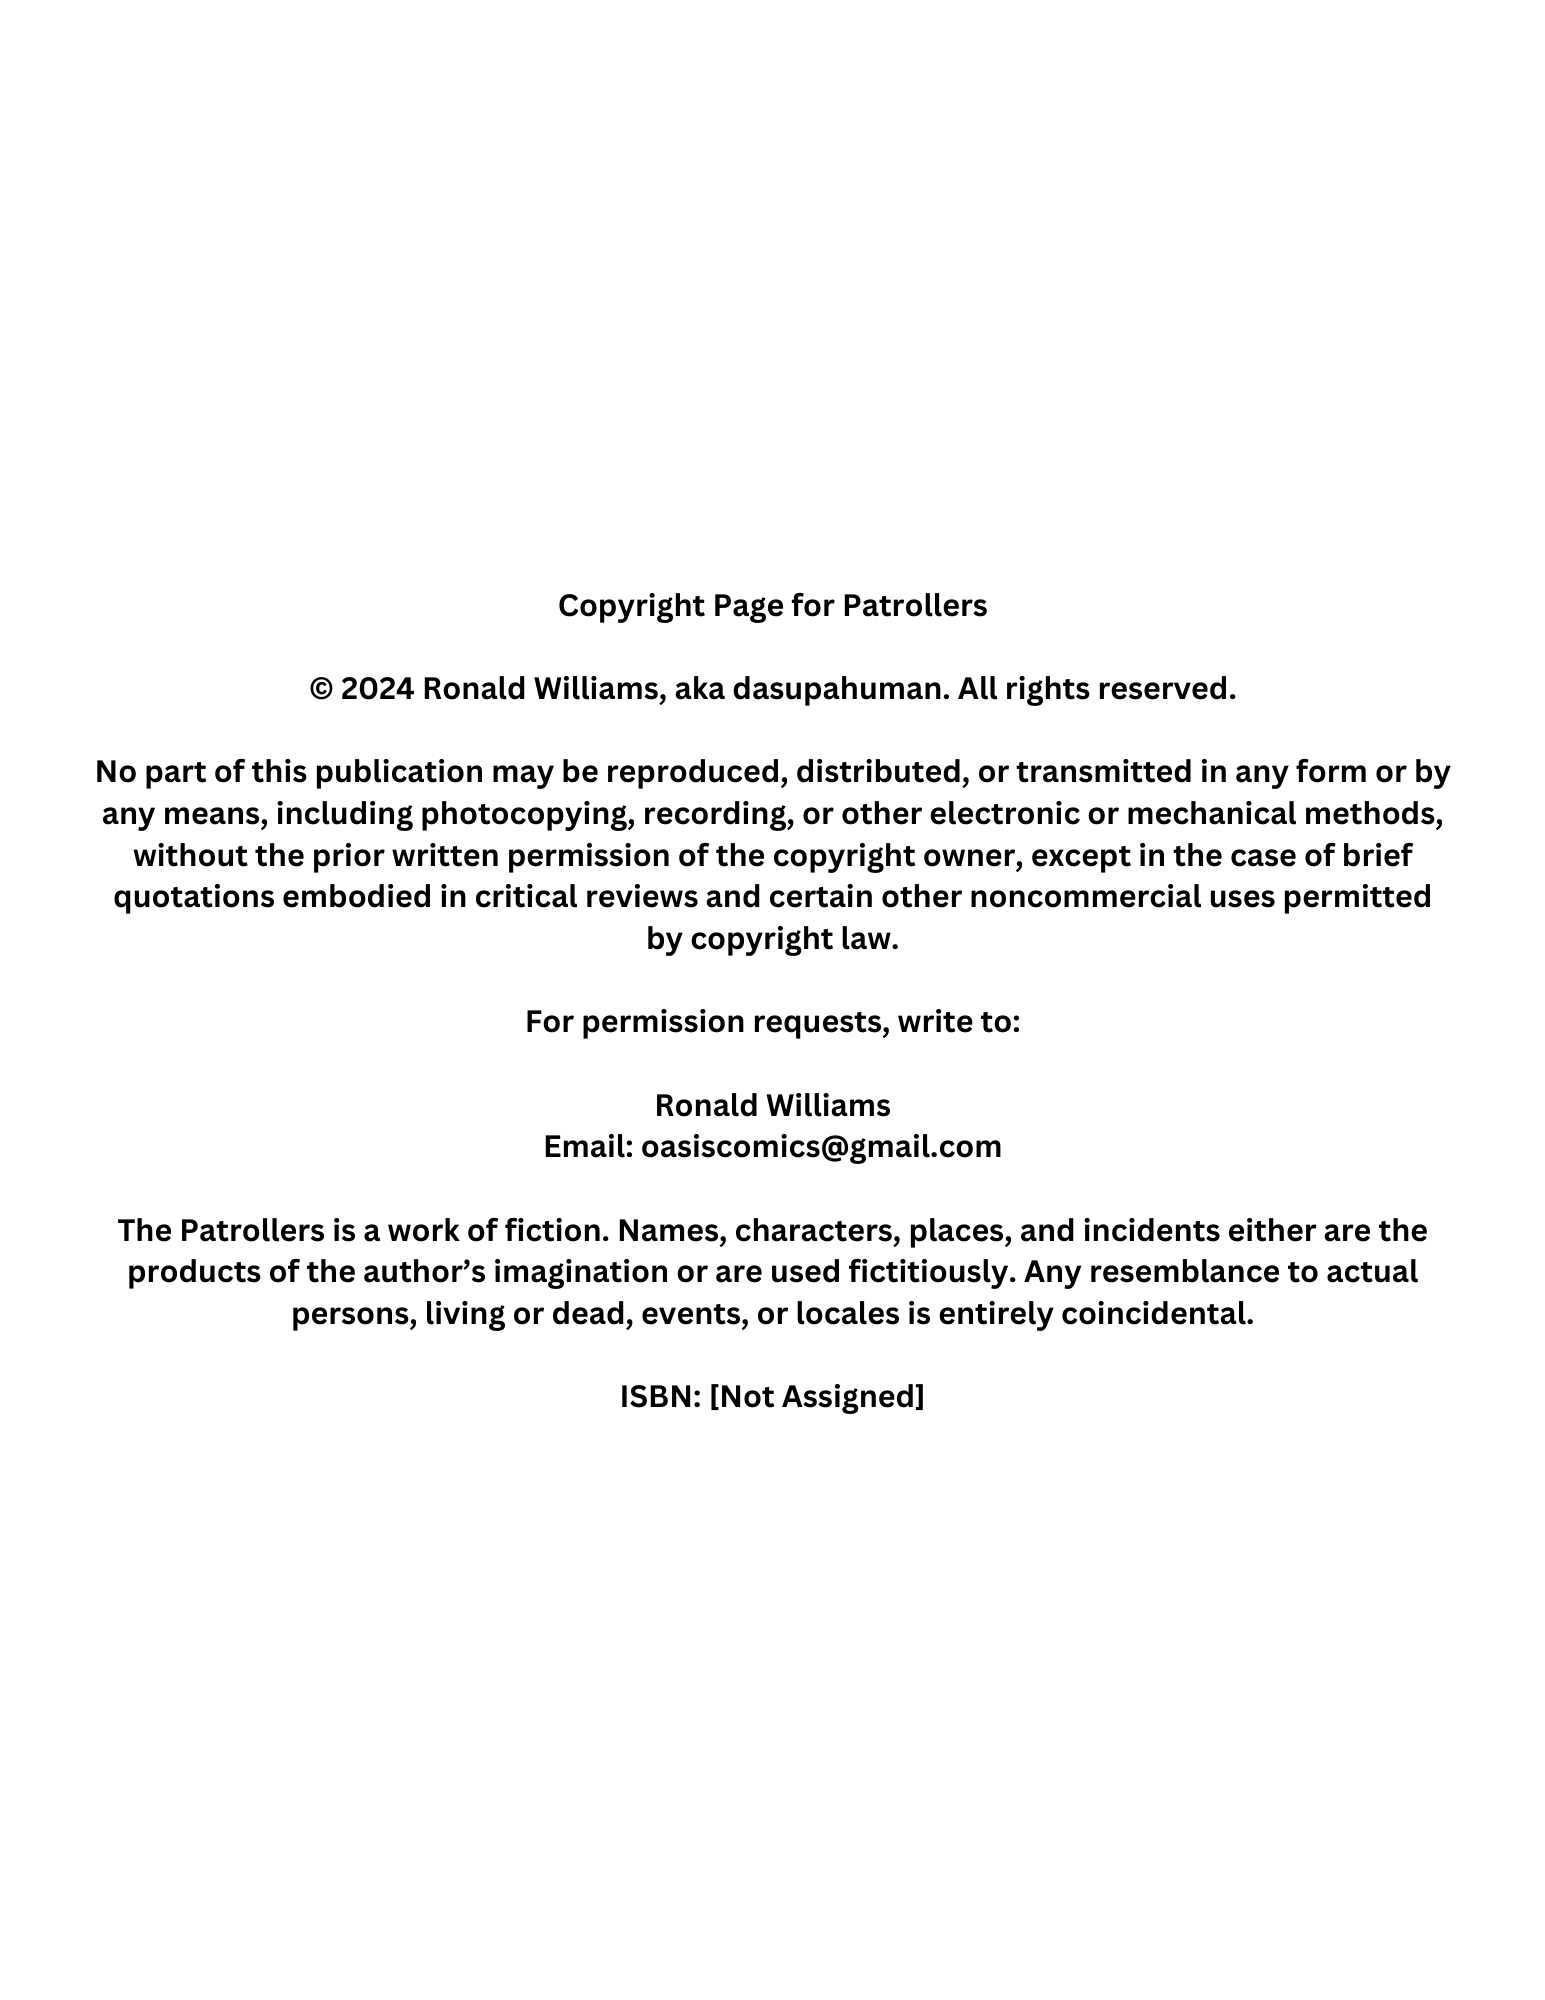 Copyright Page for Patrollers
© 2024 Ronald Williams, aka dasupahuman. All rights reserved.
No part of this publication may be reproduced, distributed, or transmitted in any form or by
any means, including photocopying, recording, or other electronic or mechanical methods,
without the prior written permission of the copyright owner, except in the case of brief
quotations embodied in critical reviews and certain other noncommercial uses permitted
by copyright law.
For permission requests, write to:
Ronald Williams
Email: oasiscomics@gmail.com
The Patrollers is a work of fiction. Names, characters, places, and incidents either are the
products of the author’s imagination or are used fictitiously. Any resemblance to actual
persons, living or dead, events, or locales is entirely coincidental.
ISBN: [Not Assigned]